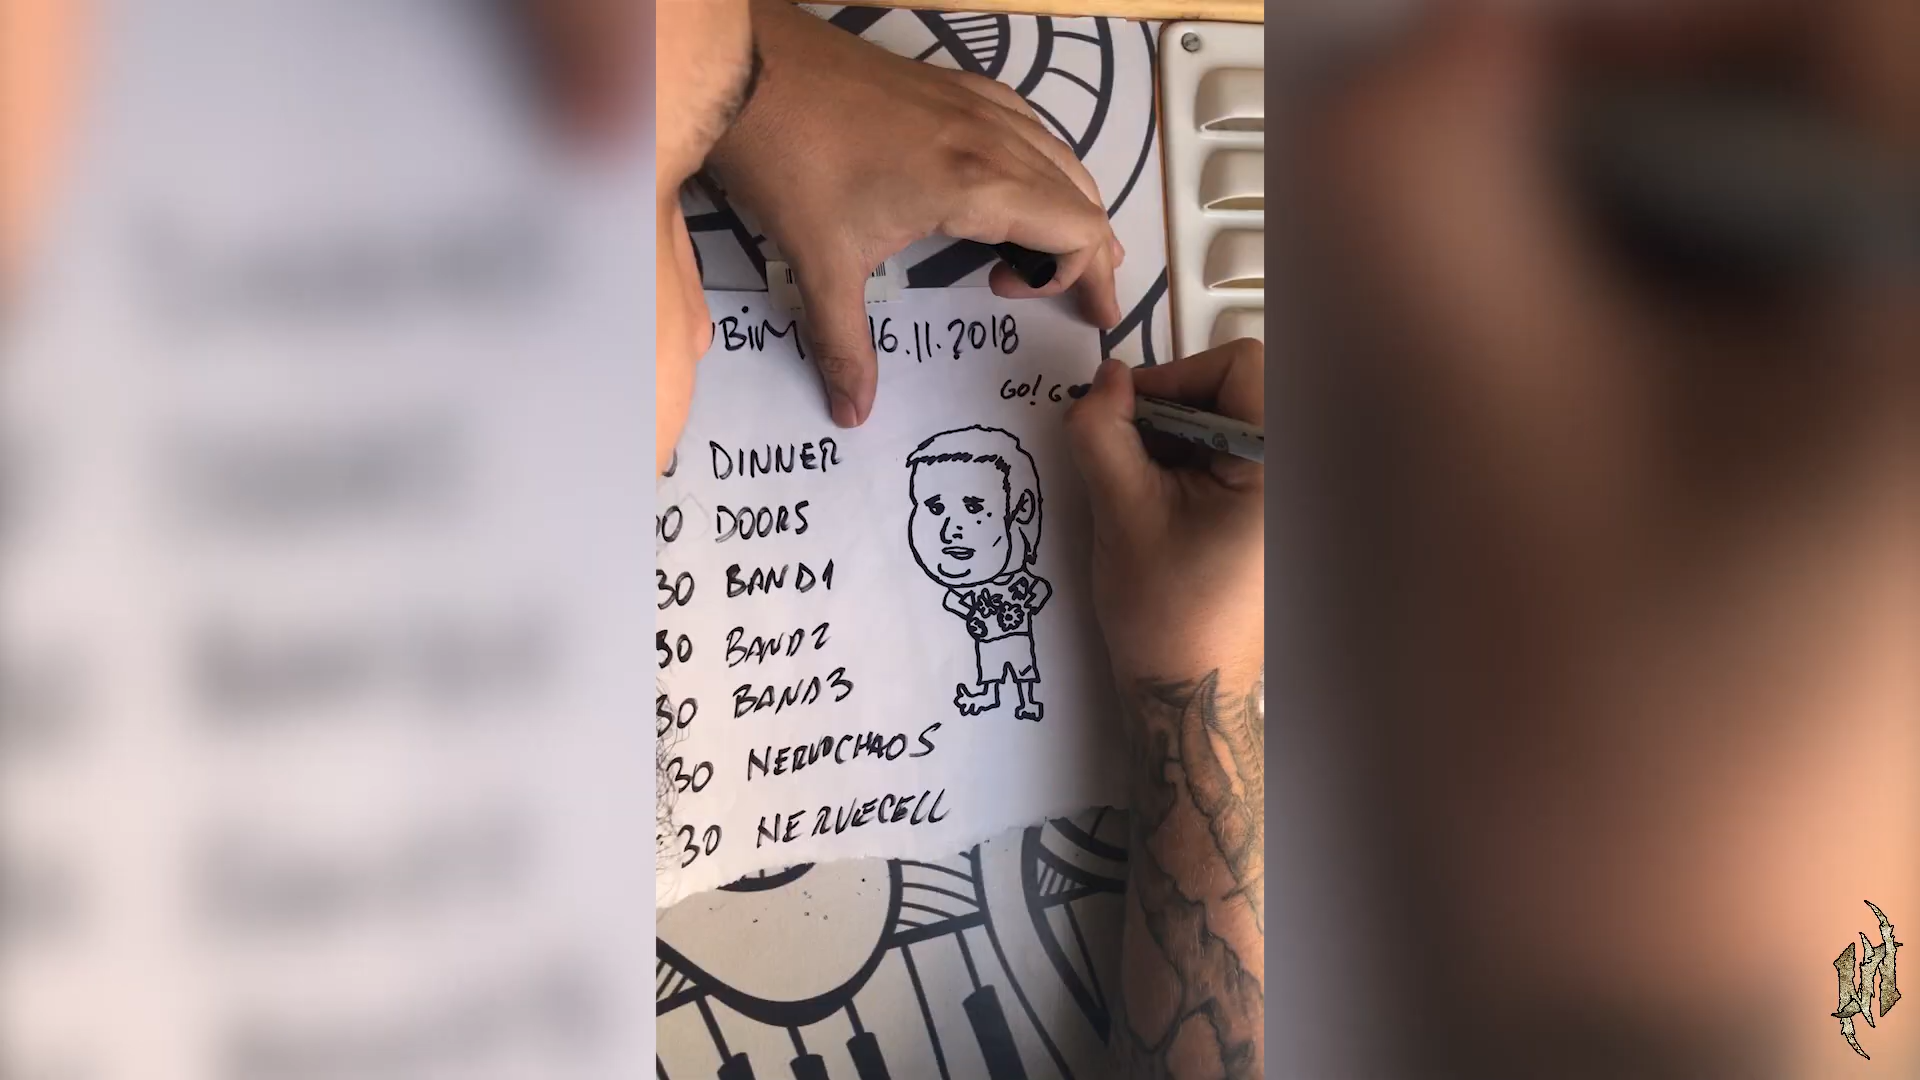 16.11.2018
GO! G
DINNER
DOORS
30 BAND1
30 BAND2
30 BAND3
30 NERVOCHAOS
30 NERVECELL